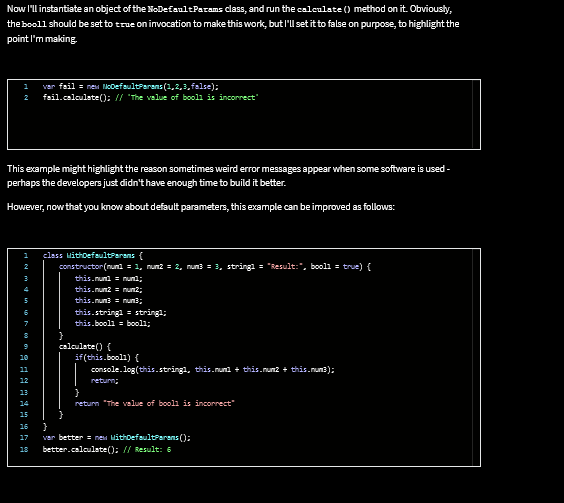 Now I'll instantiate an object of the NoDefaultParams class, and run the calculate() method on it. Obviously,
the bool1 should be set to true on invocation to make this work, but I'll set it to false on purpose, to highlight the
point I'm making.
1 var fail = new NoDefaultParams(1,2,3,false);
2 fail.calculate(); // 'The value of bool1 is incorrect'
This example might highlight the reason sometimes weird error messages appear when some software is used -
perhaps the developers just didn't have enough time to build it better.
However, now that you know about default parameters, this example can be improved as follows:
1 class WithDefaultParams {
2 constructor(num1 = 1, num2 = 2, num3 = 3, string1 = "Result:", bool1 = true) {
3 this.num1 = num1;
4 this.num2 = num2;
5 this.num3 = num3;
6 this.string1 = string1;
7 this.bool1 = bool1;
8 }
9 calculate() {
10 if(this.bool1) {
11 console.log(this.string1, this.num1 + this.num2 + this.num3);
12 return;
13 }
14 return "The value of bool1 is incorrect"
15 }
16 }
17 var better = new WithDefaultParams();
18 better.calculate(); // Result: 6